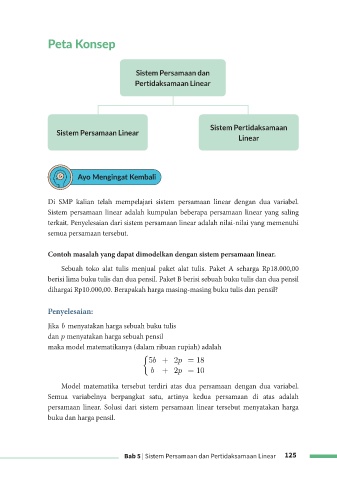 Peta Konsep
Sistem Persamaan dan
Pertidaksamaan Linear
Sistem Persamaan Linear
Sistem Pertidaksamaan
Linear
Ayo Mengingat Kembali
Di SMP kalian telah mempelajari sistem persamaan linear dengan dua variabel.
Sistem persamaan linear adalah kumpulan beberapa persamaan linear yang saling
terkait. Penyelesaian dari sistem persamaan linear adalah nilai-nilai yang memenuhi
semua persamaan tersebut.
Contoh masalah yang dapat dimodelkan dengan sistem persamaan linear.
Sebuah toko alat tulis menjual paket alat tulis. Paket A seharga Rp18.000,00
berisi lima buku tulis dan dua pensil. Paket B berisi sebuah buku tulis dan dua pensil
dihargai Rp10.000,00. Berapakah harga masing-masing buku tulis dan pensil?
Penyelesaian:
Jika b menyatakan harga sebuah buku tulis
dan p menyatakan harga sebuah pensil
maka model matematikanya (dalam ribuan rupiah) adalah
5b + 2p = 18
b + 2p = 10
Model matematika tersebut terdiri atas dua persamaan dengan dua variabel.
Semua variabelnya berpangkat satu, artinya kedua persamaan di atas adalah
persamaan linear. Solusi dari sistem persamaan linear tersebut menyatakan harga
buku dan harga pensil.
Bab 5 | Sistem Persamaan dan Pertidaksamaan Linear 125